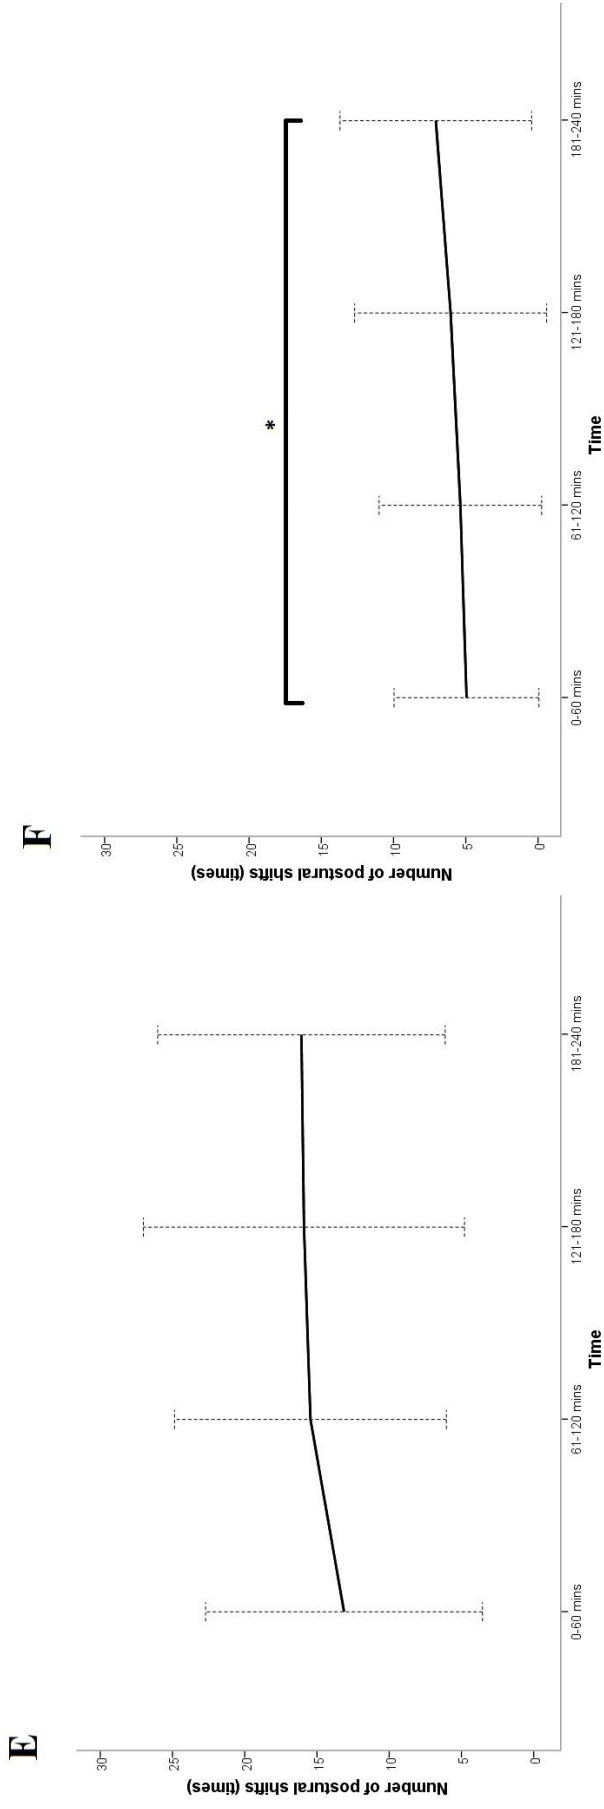 E
Number of postural shifts (times)
30
25
20
15
10
5
0
0-60 mins
61-120 mins
121-180 mins
181-240 mins
Time
F
Number of postural shifts (times)
30
25
20
15
10
5
0
*
0-60 mins
61-120 mins
121-180 mins
181-240 mins
Time